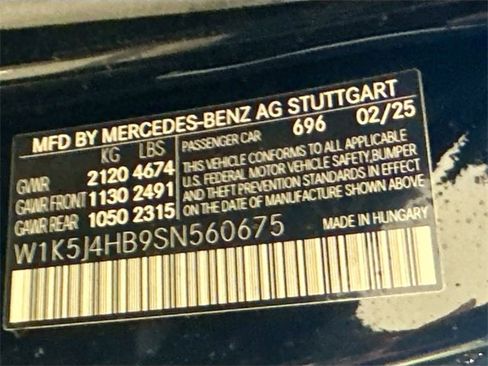 MFD BY MERCEDES-BENZ AG STUTTGART
KG LBS
PASSENGER CAR 696 02/25
GVWR 2120 4674
GAWR FRONT 1130 2491
GAWR REAR 1050 2315
THIS VEHICLE CONFORMS TO ALL APPLICABLE
U.S. FEDERAL MOTOR VEHICLE SAFETY, BUMPER
AND THEFT PREVENTION STANDARDS IN EFFECT
ON THE DATE OF MANUFACTURE SHOWN ABOVE
W1K5J4HB9SN560675
MADE IN HUNGARY